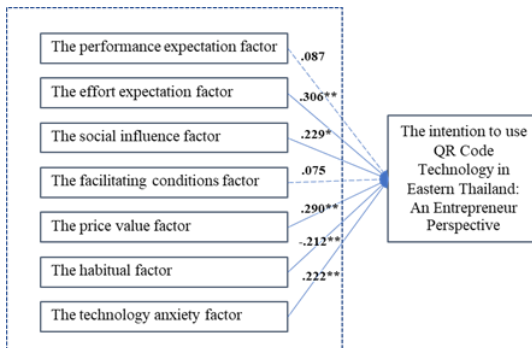 The performance expectation factor
.087
The effort expectation factor
.306**
The social influence factor
.229*
The facilitating conditions factor
.075
The price value factor
.290**
The habitual factor
-.212**
The technology anxiety factor
.222**
The intention to use
QR Code
Technology in
Eastern Thailand:
An Entrepreneur
Perspective